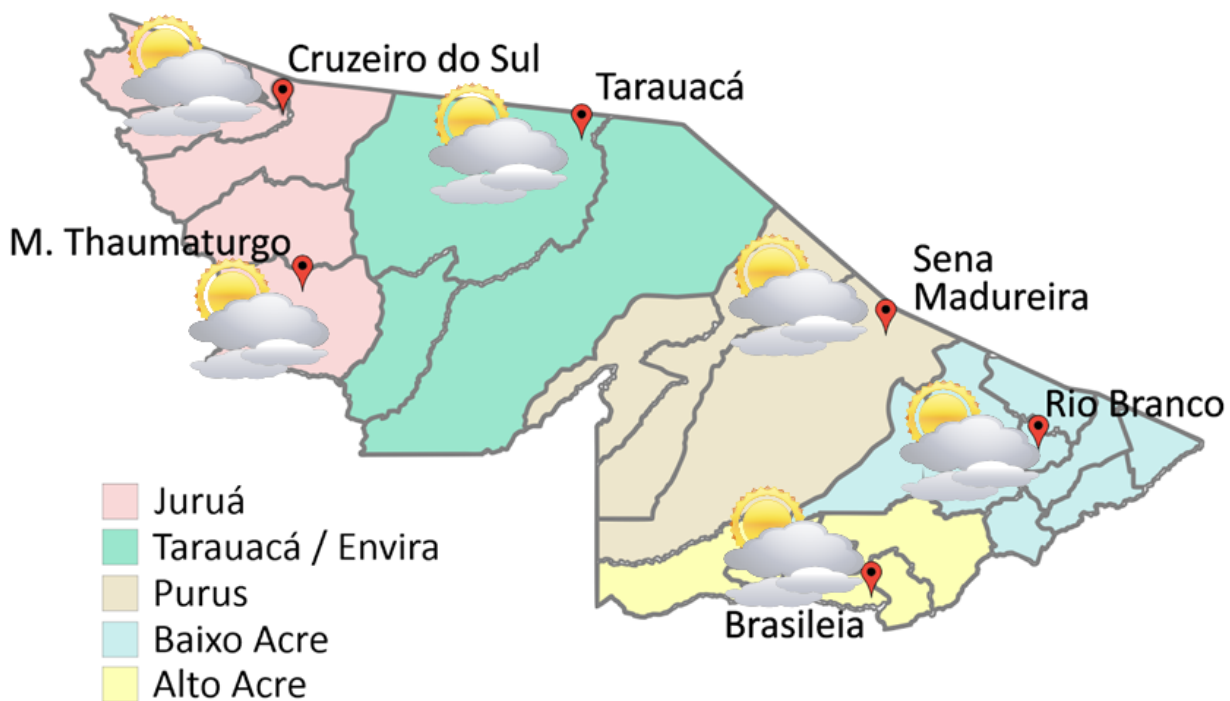 Cruzeiro do Sul
Tarauacá
M. Thaumaturgo
Sena
Madureira
Rio Branco
Brasileia
Juruá
Tarauacá / Envira
Purus
Baixo Acre
Alto Acre